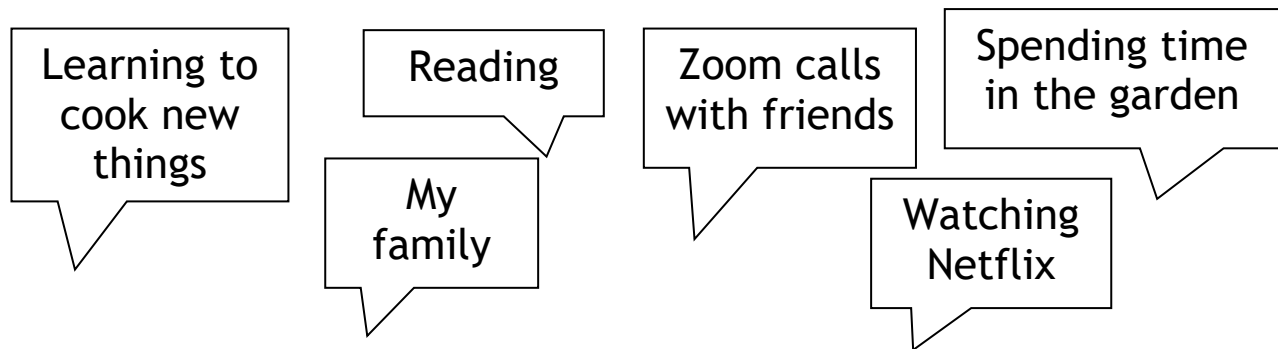 Learning to
cook new
things
Reading
My
family
Zoom calls
with friends
Spending time
in the garden
Watching
Netflix